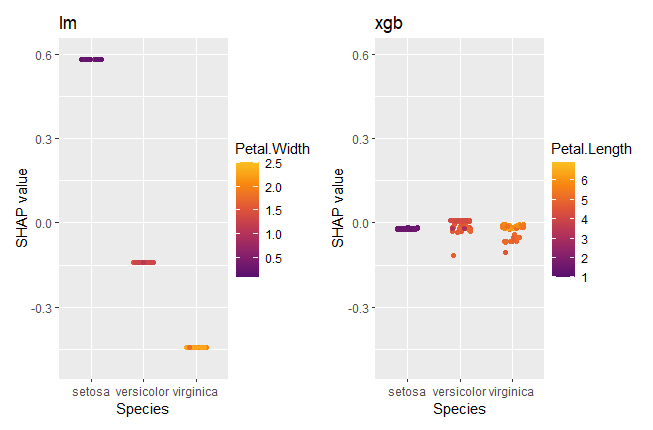 lm
SHAP value
0.6
0.3
0.0
-0.3
setosa versicolor virginica
Species
Petal.Width
2.5
2.0
1.5
1.0
0.5
xgb
SHAP value
0.6
0.3
0.0
-0.3
setosa versicolor virginica
Species
Petal.Length
6
5
4
3
2
1